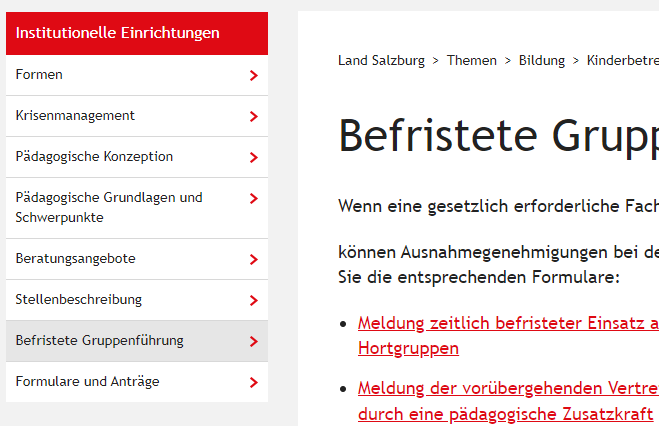 Institutionelle Einrichtungen
Formen
Krisenmanagement
Pädagogische Konzeption
Pädagogische Grundlagen und
Schwerpunkte
Beratungsangebote
Stellenbeschreibung
Befristete Gruppenführung
Formulare und Anträge
Land Salzburg > Themen > Bildung > Kinderbetre
Befristete Grupp
Wenn eine gesetzlich erforderliche Fach
können Ausnahmegenehmigungen bei de
Sie die entsprechenden Formulare:
• Meldung zeitlich befristeter Einsatz a
Hortgruppen
• Meldung der vorübergehenden Vertre
durch eine pädagogische Zusatzkraft